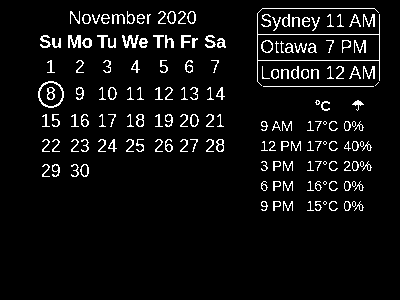 November 2020
Su Mo Tu We Th Fr Sa
1 2 3 4 5 6 7
8 9 10 11 12 13 14
15 16 17 18 19 20 21
22 23 24 25 26 27 28
29 30
Sydney 11 AM
Ottawa 7 PM
London 12 AM
°C ☂
9 AM 17°C 0%
12 PM 17°C 40%
3 PM 17°C 20%
6 PM 16°C 0%
9 PM 15°C 0%